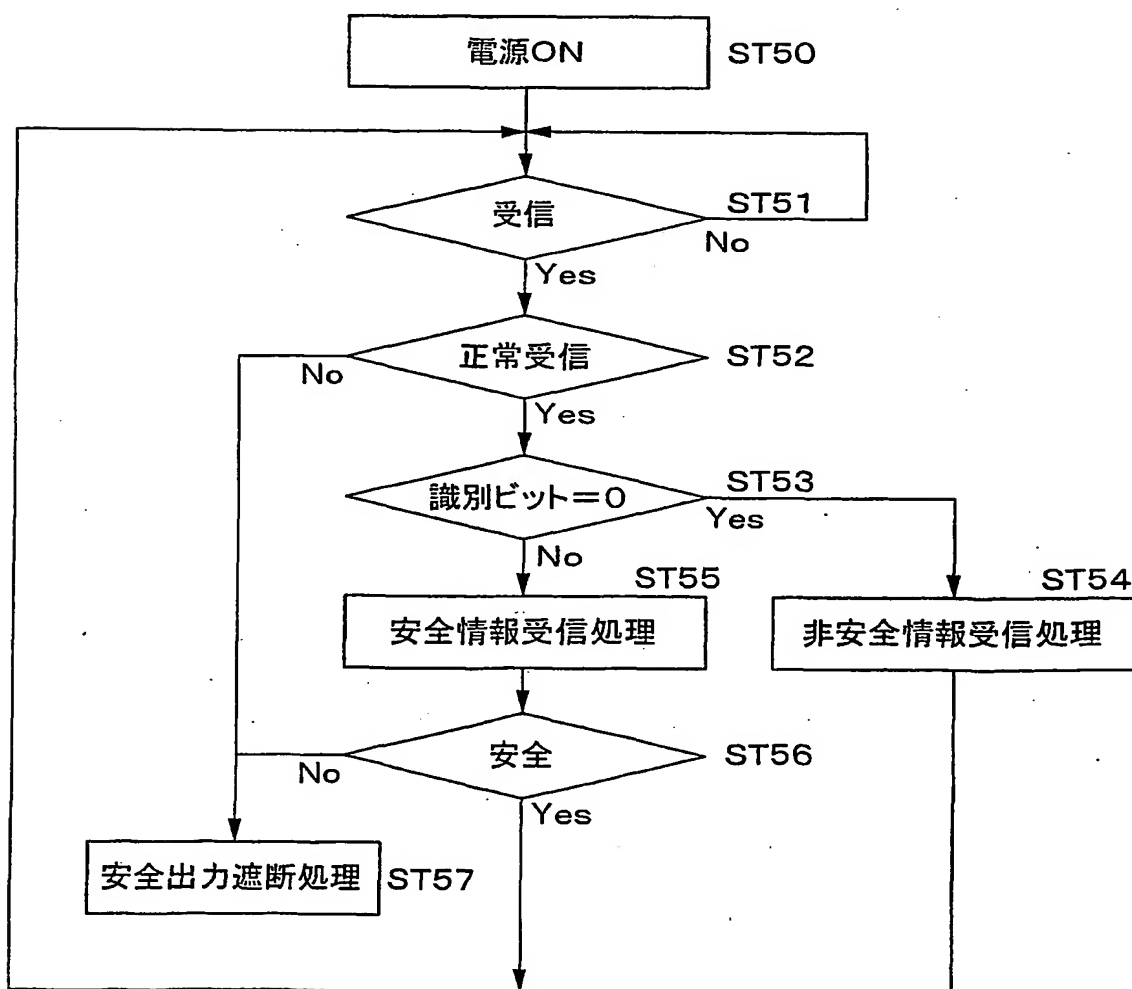 電源ON
ST50
受信
ST51
No
Yes
正常受信
ST52
No
Yes
識別ビット=0
ST53
Yes
No
ST55
安全情報受信処理
ST54
非安全情報受信処理
安全
ST56
No
Yes
安全出力遮断処理
ST57